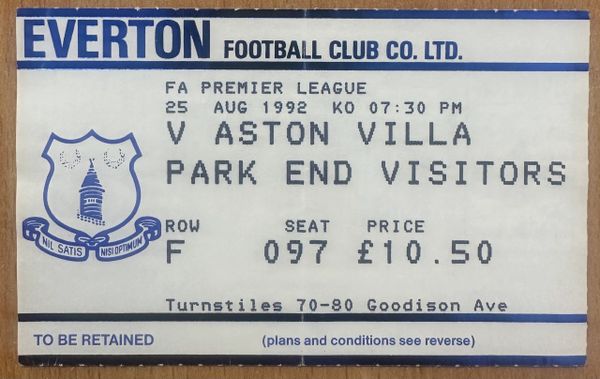 EVERTON FOOTBALL CLUB CO. LTD.
FA PREMIER LEAGUE
25 AUG 1992 KO 07:30 PM
V ASTON VILLA
PARK END VISITORS
NIL SATIS NISI OPTIMUM
ROW SEAT PRICE
F 097 £10.50
Turnstiles 70-80 Goodison Ave
TO BE RETAINED (plans and conditions see reverse)